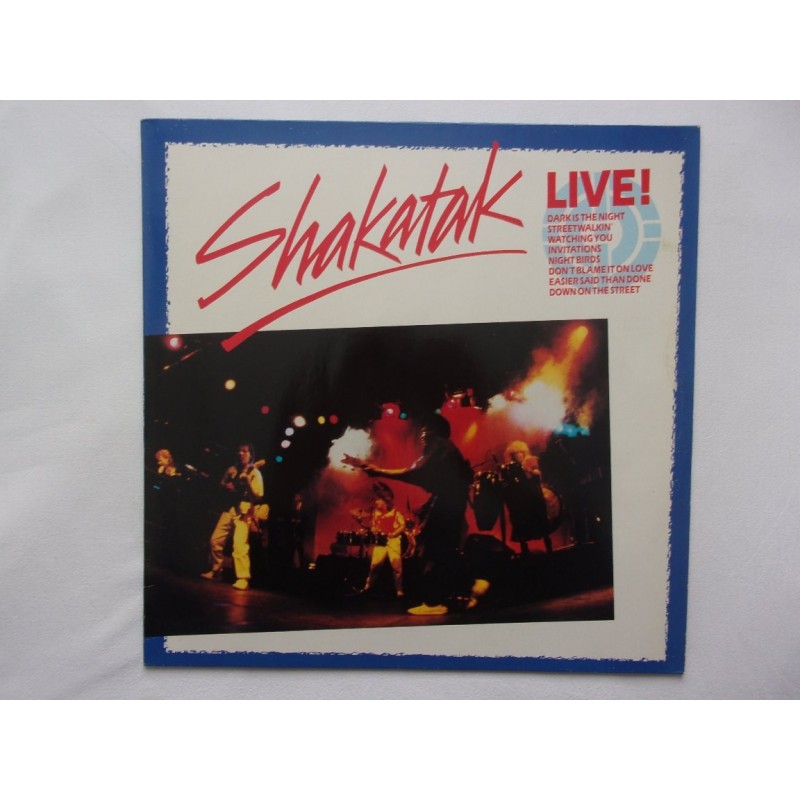 Shakatak
LIVE!
DARK IS THE NIGHT
STREETWALKIN'
WATCHING YOU
INVITATIONS
NIGHT BIRDS
DON'T BLAME IT ON LOVE
EASIER SAID THAN DONE
DOWN ON THE STREET